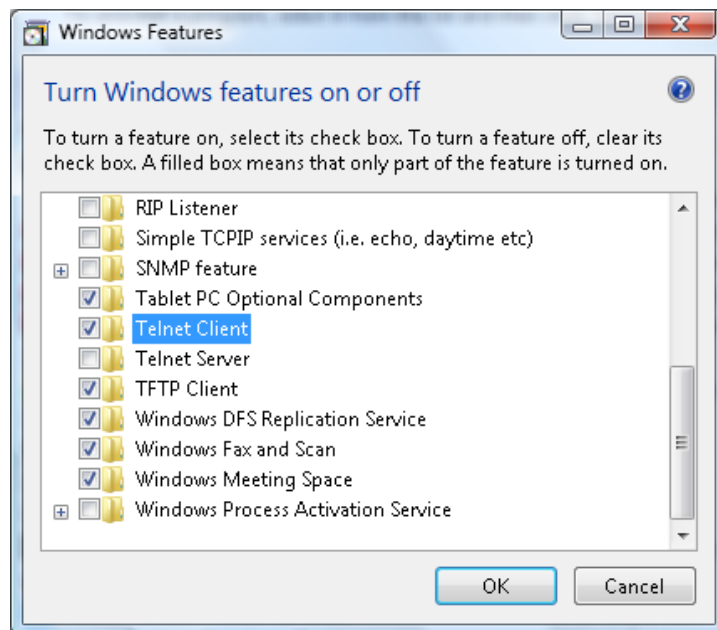 Windows Features
Turn Windows features on or off
To turn a feature on, select its check box. To turn a feature off, clear its
check box. A filled box means that only part of the feature is turned on.
RIP Listener
Simple TCPIP services (i.e. echo, daytime etc)
SNMP feature
Tablet PC Optional Components
Telnet Client
Telnet Server
TFTP Client
Windows DFS Replication Service
Windows Fax and Scan
Windows Meeting Space
Windows Process Activation Service
OK
Cancel